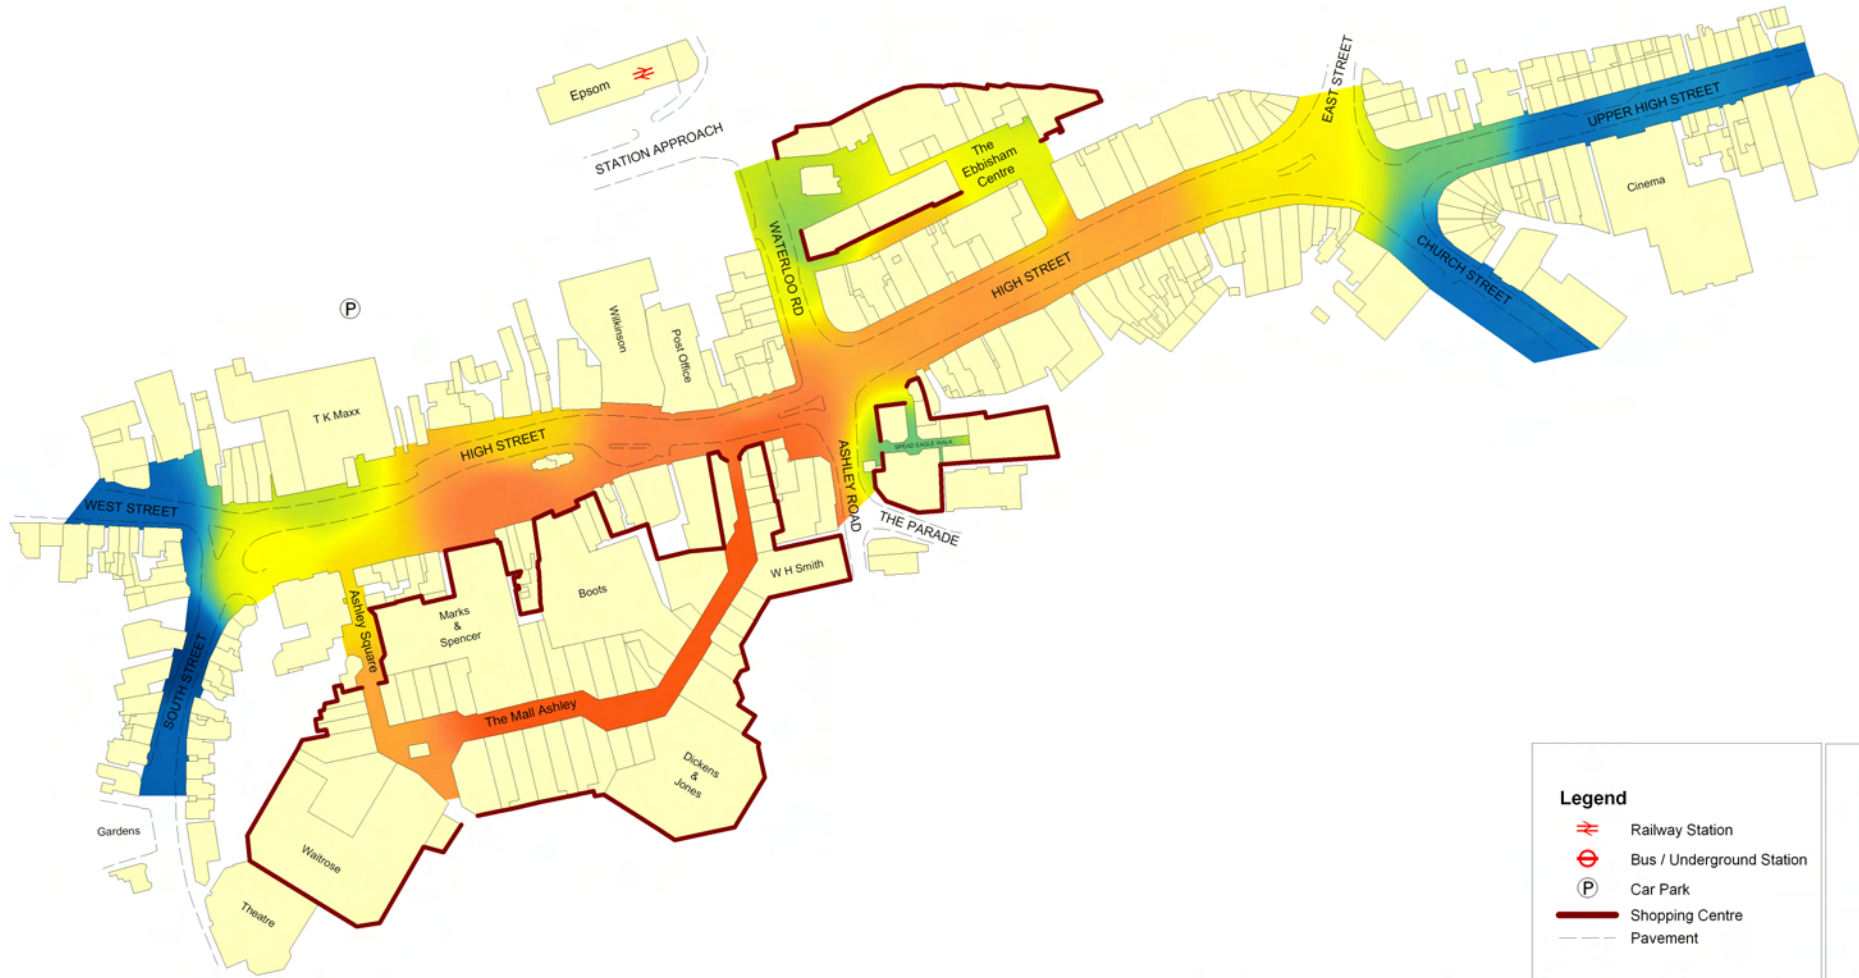 Epsom
STATION APPROACH
EAST STREET
UPPER HIGH STREET
The
Ebbisham
Centre
Cinema
WATERLOO RD
HIGH STREET
CHURCH STREET
P
Wilkinson
Post Office
T K Maxx
HIGH STREET
SPREAD EAGLE WALK
ASHLEY ROAD
WEST STREET
THE PARADE
W H Smith
Boots
Ashley Square
Marks
&
Spencer
SOUTH STREET
The Mall Ashley
Dickens
&
Jones
Gardens
Waitrose
Theatre
Legend
Railway Station
Bus / Underground Station
P Car Park
Shopping Centre
Pavement